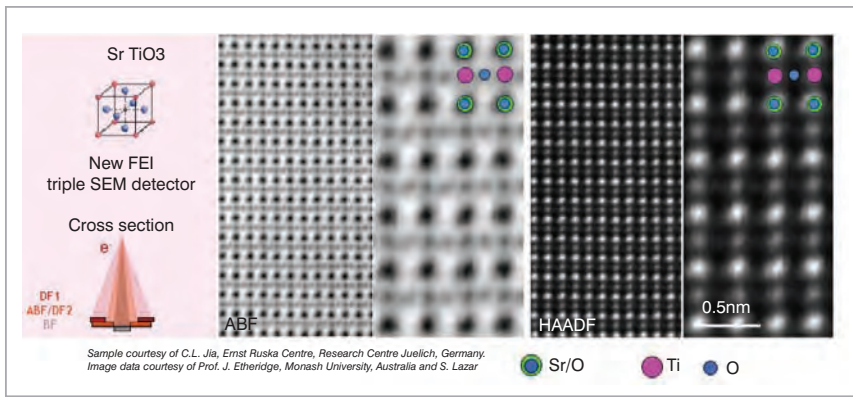 Sr TiO3
New FEI
triple SEM detector
Cross section
e-
DF1
ABF/DF2
BF
ABF
HAADF
0.5nm
Sample courtesy of C.L. Jia, Ernst Ruska Centre, Research Centre Juelich, Germany.
Image data courtesy of Prof. J. Etheridge, Monash University, Australia and S. Lazar
Sr/O
Ti
O